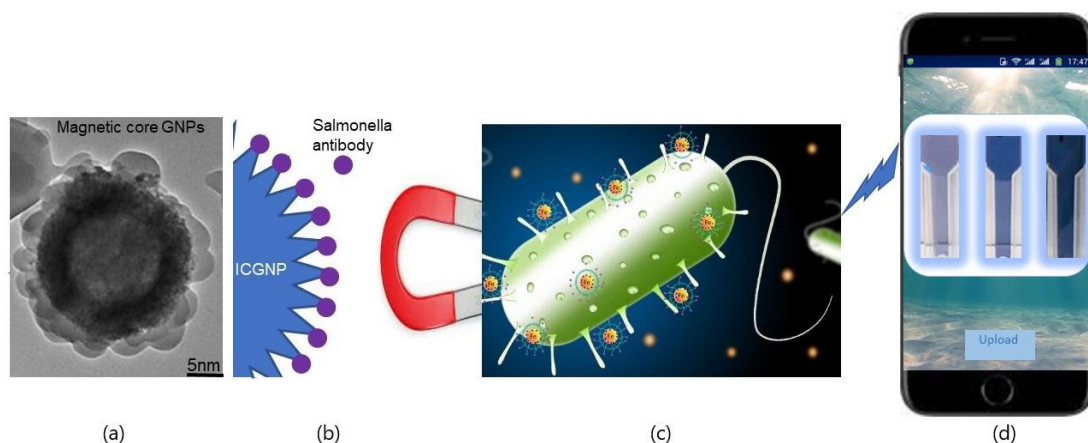 Magnetic core GNPs
5nm
(a)
Salmonella
antibody
ICGNP
(b)
(c)
17:47
Upload
(d)